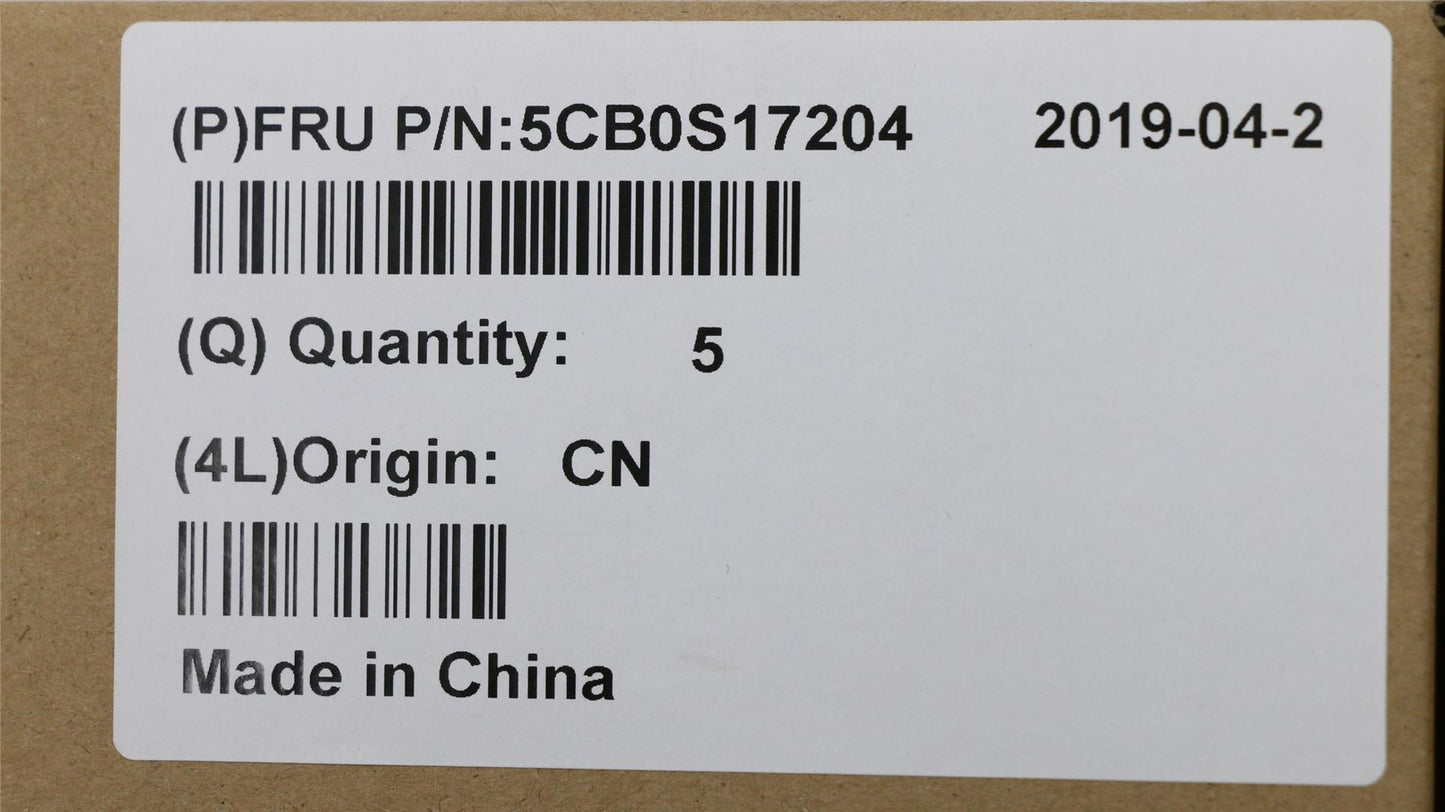 (P)FRU P/N:5CB0S17204 2019-04-2
(Q) Quantity: 5
(4L)Origin: CN
Made in China